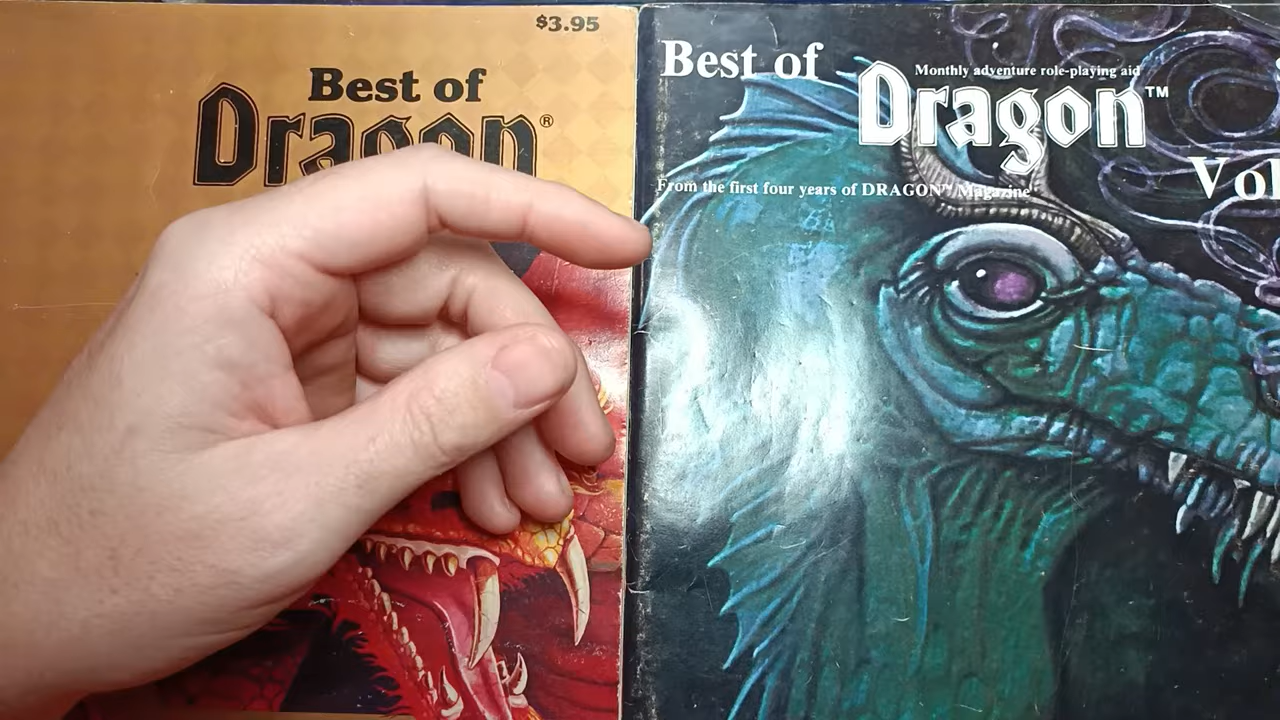 $3.95
Best of
Dragon®
Best of
Monthly adventure role-playing aid
Dragon™
From the first four years of DRAGON™ Magazine